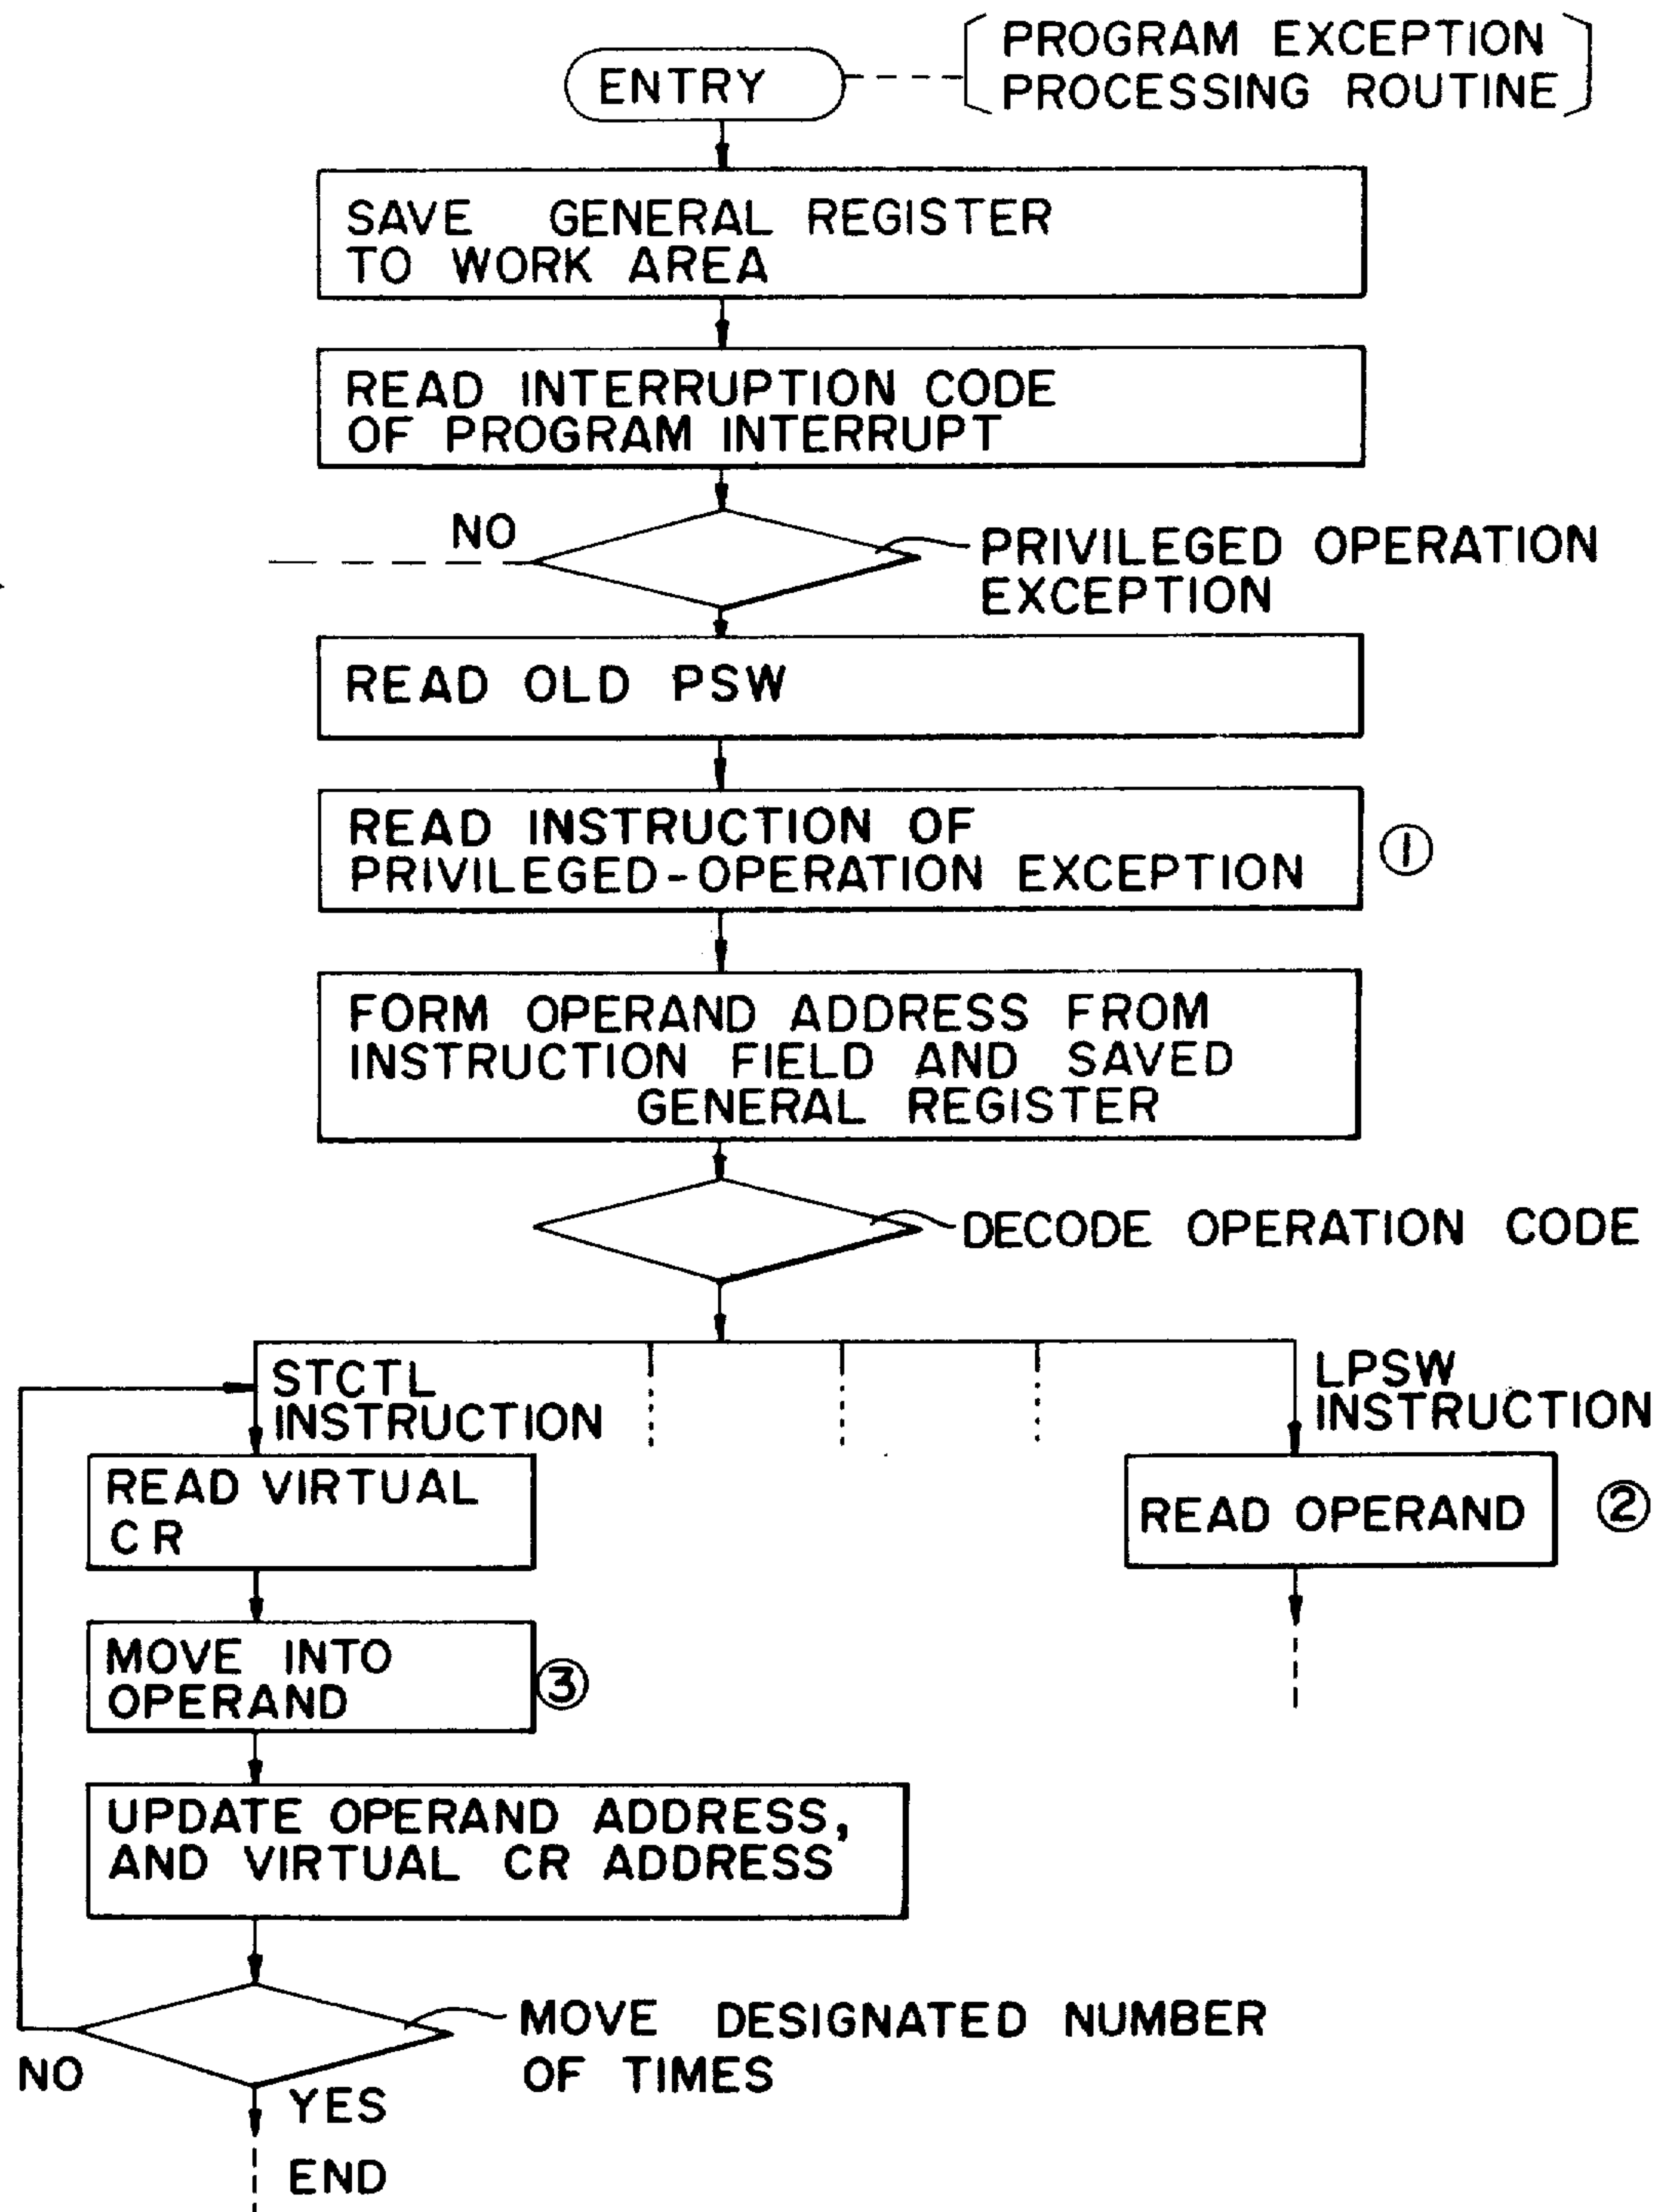 ENTRY
PROGRAM EXCEPTION
PROCESSING ROUTINE
SAVE GENERAL REGISTER
TO WORK AREA
READ INTERRUPTION CODE
OF PROGRAM INTERRUPT
NO
PRIVILEGED OPERATION
EXCEPTION
READ OLD PSW
READ INSTRUCTION OF
PRIVILEGED-OPERATION EXCEPTION
①
FORM OPERAND ADDRESS FROM
INSTRUCTION FIELD AND SAVED
GENERAL REGISTER
DECODE OPERATION CODE
STCTL
INSTRUCTION
LPSW
INSTRUCTION
READ VIRTUAL
CR
READ OPERAND
②
MOVE INTO
OPERAND
③
UPDATE OPERAND ADDRESS,
AND VIRTUAL CR ADDRESS
MOVE DESIGNATED NUMBER
OF TIMES
NO
YES
END